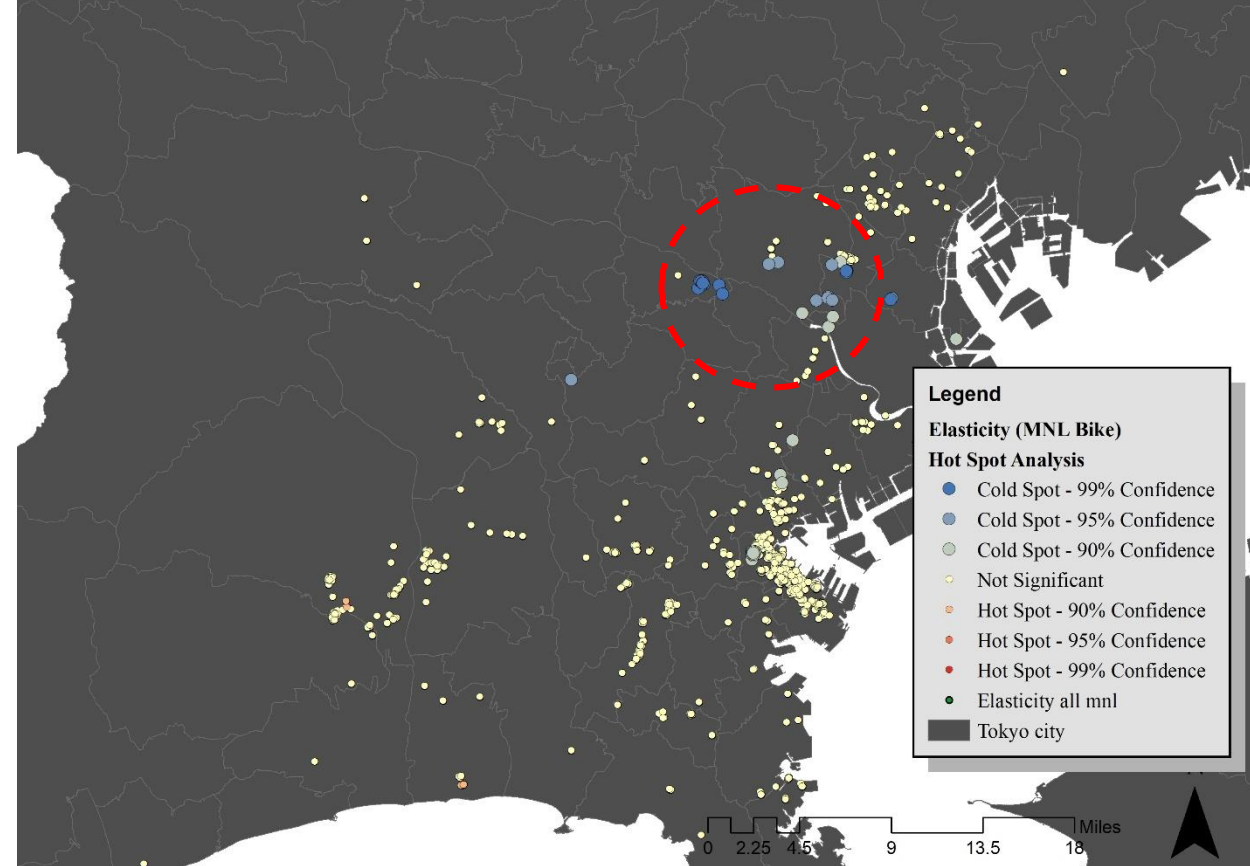 Legend
Elasticity (MNL Bike)
Hot Spot Analysis
Cold Spot - 99% Confidence
Cold Spot - 95% Confidence
Cold Spot - 90% Confidence
Not Significant
Hot Spot - 90% Confidence
Hot Spot - 95% Confidence
Hot Spot - 99% Confidence
Elasticity all mnl
Tokyo city
Miles
0 2.25 4.5 9 13.5 18